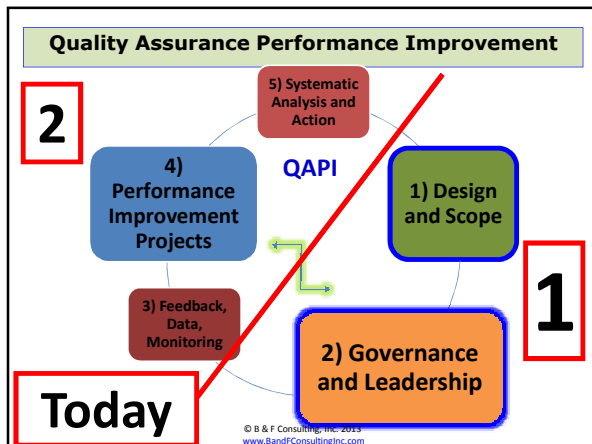 Quality Assurance Performance Improvement
2
5) Systematic
Analysis and
Action
4)
Performance
Improvement
Projects
QAPI
1) Design
and Scope
1
3) Feedback,
Data,
Monitoring
2) Governance
and Leadership
Today
© B & F Consulting, Inc. 2013
www.BandFConsultingInc.com